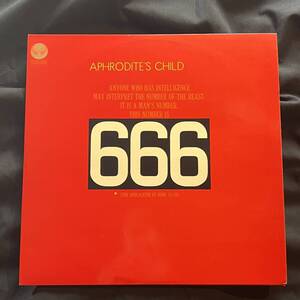 APHRODITE'S CHILD
ANYONE WHO HAS INTELLIGENCE
MAY INTERPRET THE NUMBER OF THE BEAST.
IT IS A MAN'S NUMBER.
THIS NUMBER IS
666